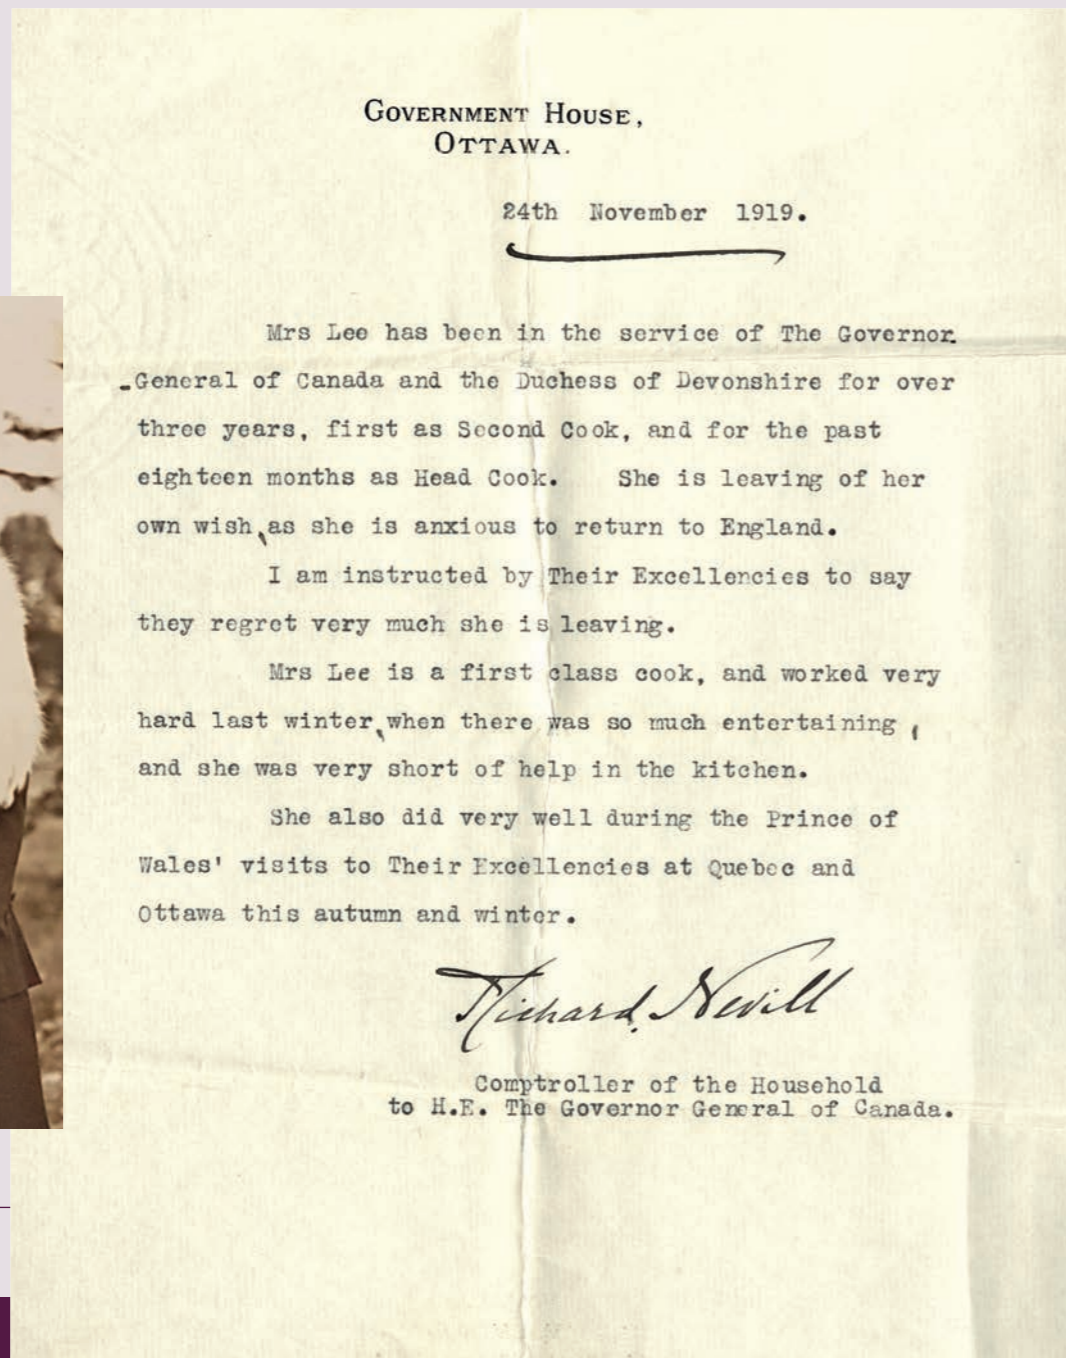 GOVERNMENT HOUSE,
OTTAWA.
24th November 1919.
Mrs Lee has been in the service of The Governor
-General of Canada and the Duchess of Devonshire for over
three years, first as Second Cook, and for the past
eighteen months as Head Cook. She is leaving of her
own wish, as she is anxious to return to England.
I am instructed by Their Excellencies to say
they regret very much she is leaving.
Mrs Lee is a first class cook, and worked very
hard last winter, when there was so much entertaining,
and she was very short of help in the kitchen.
She also did very well during the Prince of
Wales' visits to Their Excellencies at Quebec and
Ottawa this autumn and winter.
Richard Nevill
Comptroller of the Household
to H.E. The Governor General of Canada.